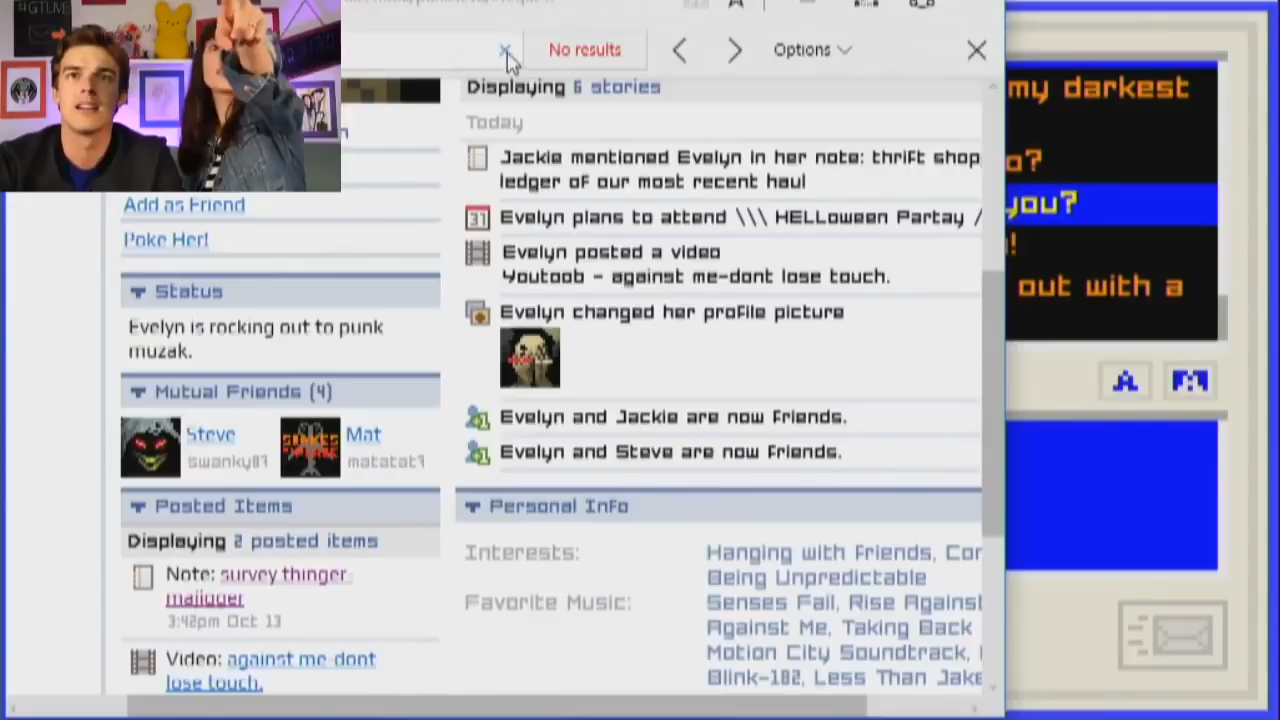 GTLIVE
No results
Options
my darkest
o?
you?
!
out with a
A
Displaying 6 stories
Today
Jackie mentioned Evelyn in her note: thrift shop
ledger of our most recent haul
31
Evelyn plans to attend \\\ HELLoween Partay /
Evelyn posted a video
Youtoob - against me-dont lose touch.
Evelyn changed her profile picture
Evelyn and Jackie are now friends.
Evelyn and Steve are now friends.
Personal Info
Interests:
Hanging with Friends, Con
Being Unpredictable
Favorite Music:
Senses Fail, Rise Against
Against Me, Taking Back
Motion City Soundtrack,
Blink-182, Less Than Jake
Add as Friend
Poke Her!
Status
Evelyn is rocking out to punk
muzak.
Mutual Friends (4)
Steve
swanky87
Mat
Posted Items
Displaying 2 posted items
Note: survey thinger
majigger
3:42pm Oct 13
Video: against me-dont
lose touch.